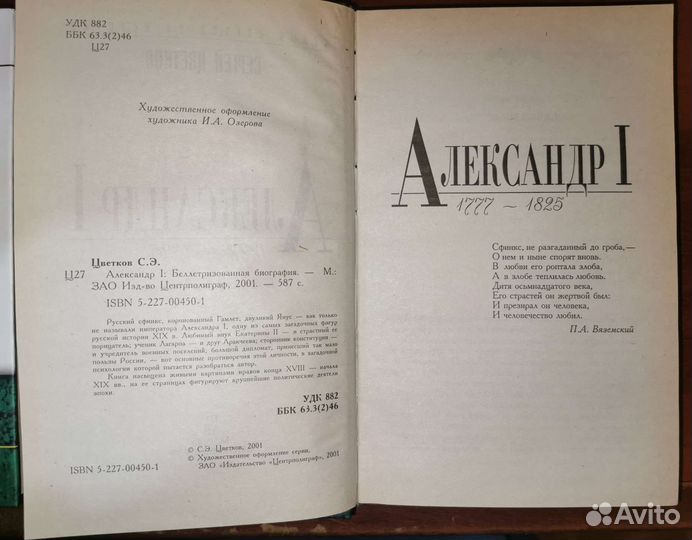 УДК 882
ББК 63.3(2)46
Ц27
Художественное оформление
художника И.А. Озерова
Цветков С.Э.
Ц27 Александр I: Беллетризованная биография. — М.:
ЗАО Изд-во Центрполиграф, 2001. — 587 с.
ISBN 5-227-00450-1
Русский сфинкс, коронованный Гамлет, двуликий Янус — как только
не называли императора Александра I, одну из самых загадочных фигур
русской истории XIX в. Любимый внук Екатерины II — и страстный ее
порицатель; ученик Лагарпа — и друг Аракчеева; сторонник конституции —
и учредитель военных поселений; большой дипломат, принесший так мало
пользы России, — вот основные противоречия этой личности, в загадочной
психологии которой пытается разобраться автор.
Книга насыщена живыми картинами нравов конца XVIII — начала
XIX вв., на ее страницах фигурируют крупнейшие политические деятели
эпохи.
УДК 882
ББК 63.3(2)46
© С.Э. Цветков, 2001
© Художественное оформление серии,
ЗАО «Издательство «Центрполиграф», 2001
ISBN 5-227-00450-1
АЛЕКСАНДР I
1777 ~ 1825
Сфинкс, не разгаданный до гроба,—
О нем и ныне спорят вновь.
В любви его роптала злоба,
А в злобе теплилась любовь.
Дитя осьмнадцатого века,
Его страстей он жертвой был:
И презирал он человека,
И человечество любил.
П.А. Вяземский
СЕРГЕЙ ЦВЕТКОВ
Avito